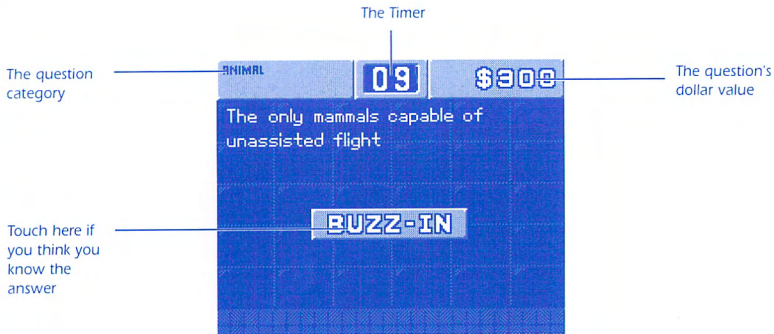 The Timer
The question
category
ANIMAL
09
$300
The question's
dollar value
The only mammals capable of
unassisted flight
Touch here if
you think you
know the
answer
BUZZ-IN